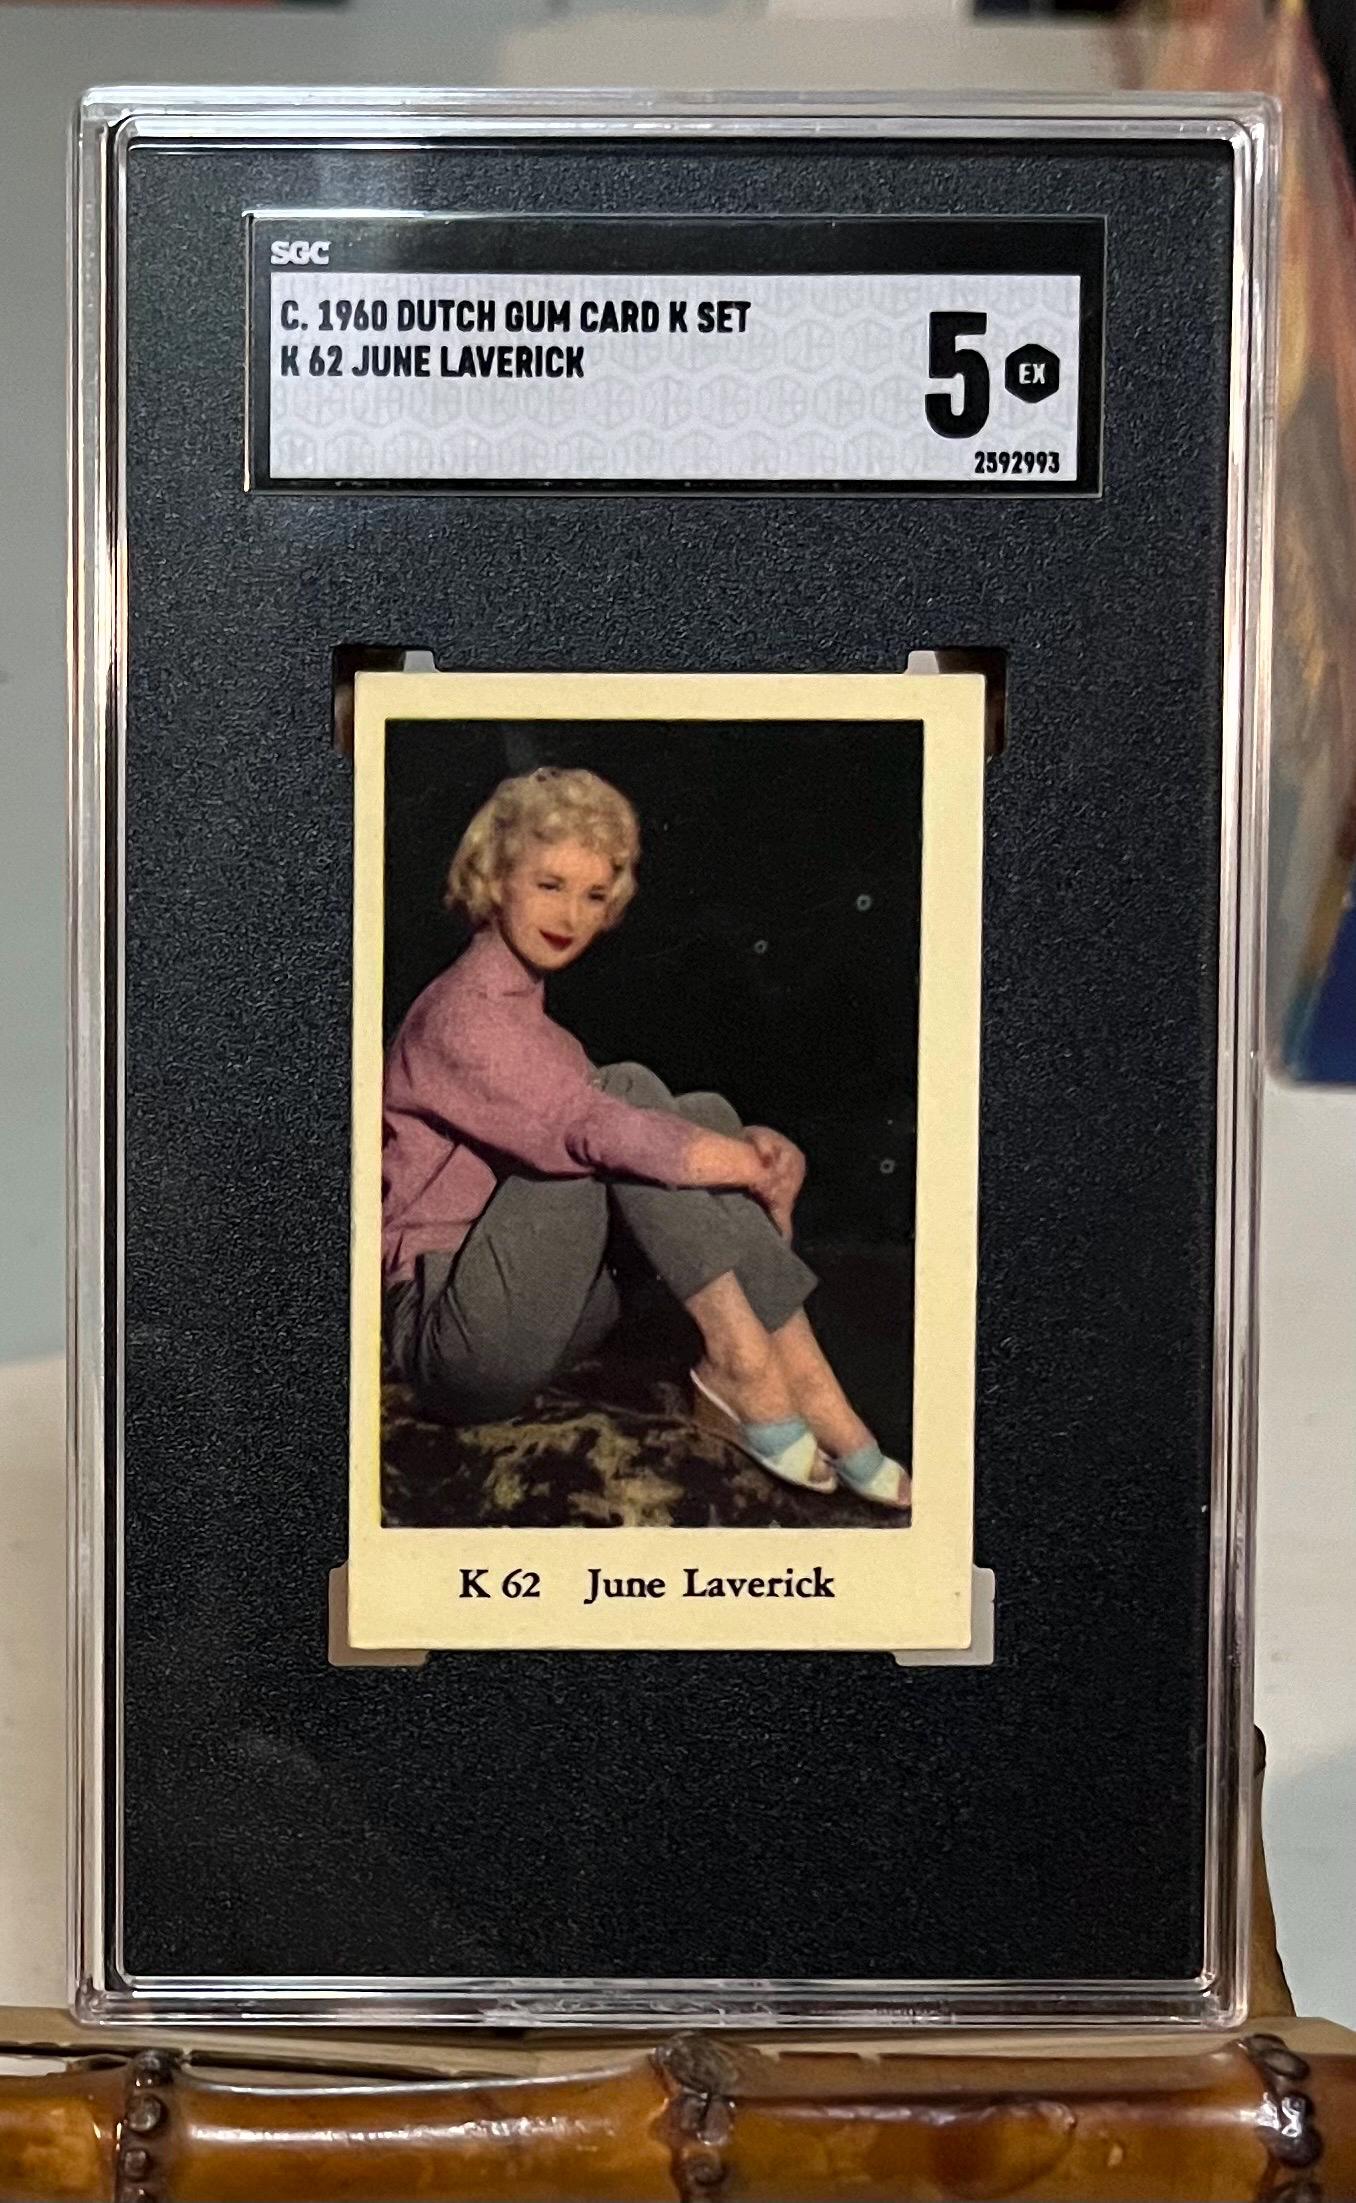 SGC
C. 1960 DUTCH GUM CARD K SET
K 62 JUNE LAVERICK
5 EX
2592993
K 62 June Laverick